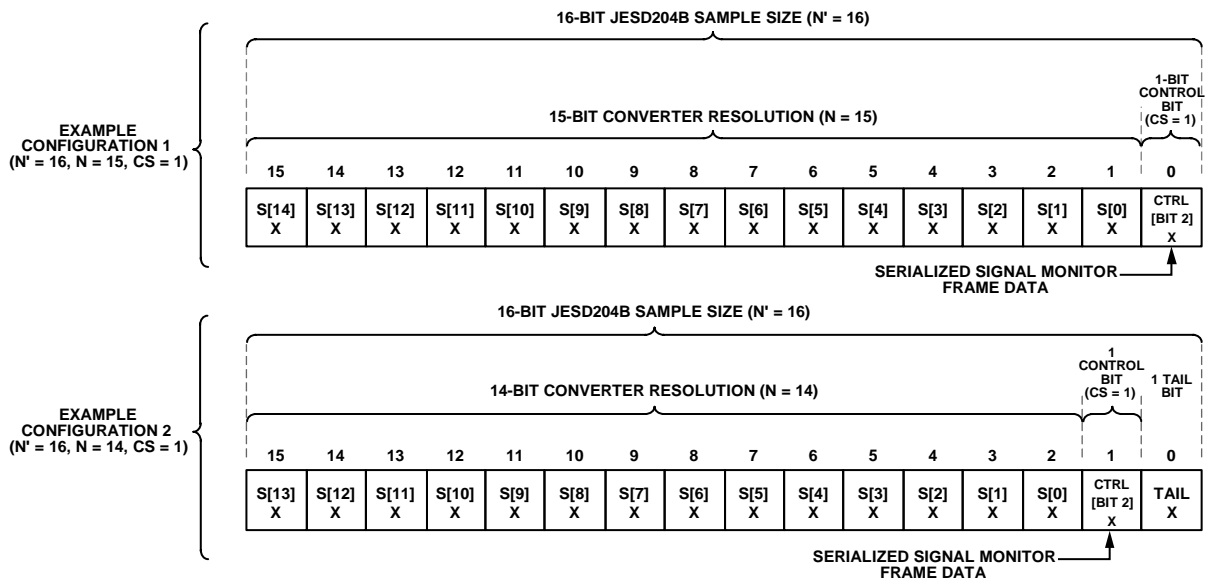 16-BIT JESD204B SAMPLE SIZE (N' = 16)
1-BIT
CONTROL
BIT
(CS = 1)
15-BIT CONVERTER RESOLUTION (N = 15)
EXAMPLE
CONFIGURATION 1
(N' = 16, N = 15, CS = 1)
15 14 13 12 11 10 9 8 7 6 5 4 3 2 1 0
S[14] S[13] S[12] S[11] S[10] S[9] S[8] S[7] S[6] S[5] S[4] S[3] S[2] S[1] S[0] CTRL
[BIT 2]
X X X X X X X X X X X X X X X X
SERIALIZED SIGNAL MONITOR
FRAME DATA
16-BIT JESD204B SAMPLE SIZE (N' = 16)
1
CONTROL
BIT
(CS = 1)
1 TAIL
BIT
14-BIT CONVERTER RESOLUTION (N = 14)
EXAMPLE
CONFIGURATION 2
(N' = 16, N = 14, CS = 1)
15 14 13 12 11 10 9 8 7 6 5 4 3 2 1 0
S[13] S[12] S[11] S[10] S[9] S[8] S[7] S[6] S[5] S[4] S[3] S[2] S[1] S[0] CTRL TAIL
[BIT 2]
X X X X X X X X X X X X X X X X
SERIALIZED SIGNAL MONITOR
FRAME DATA